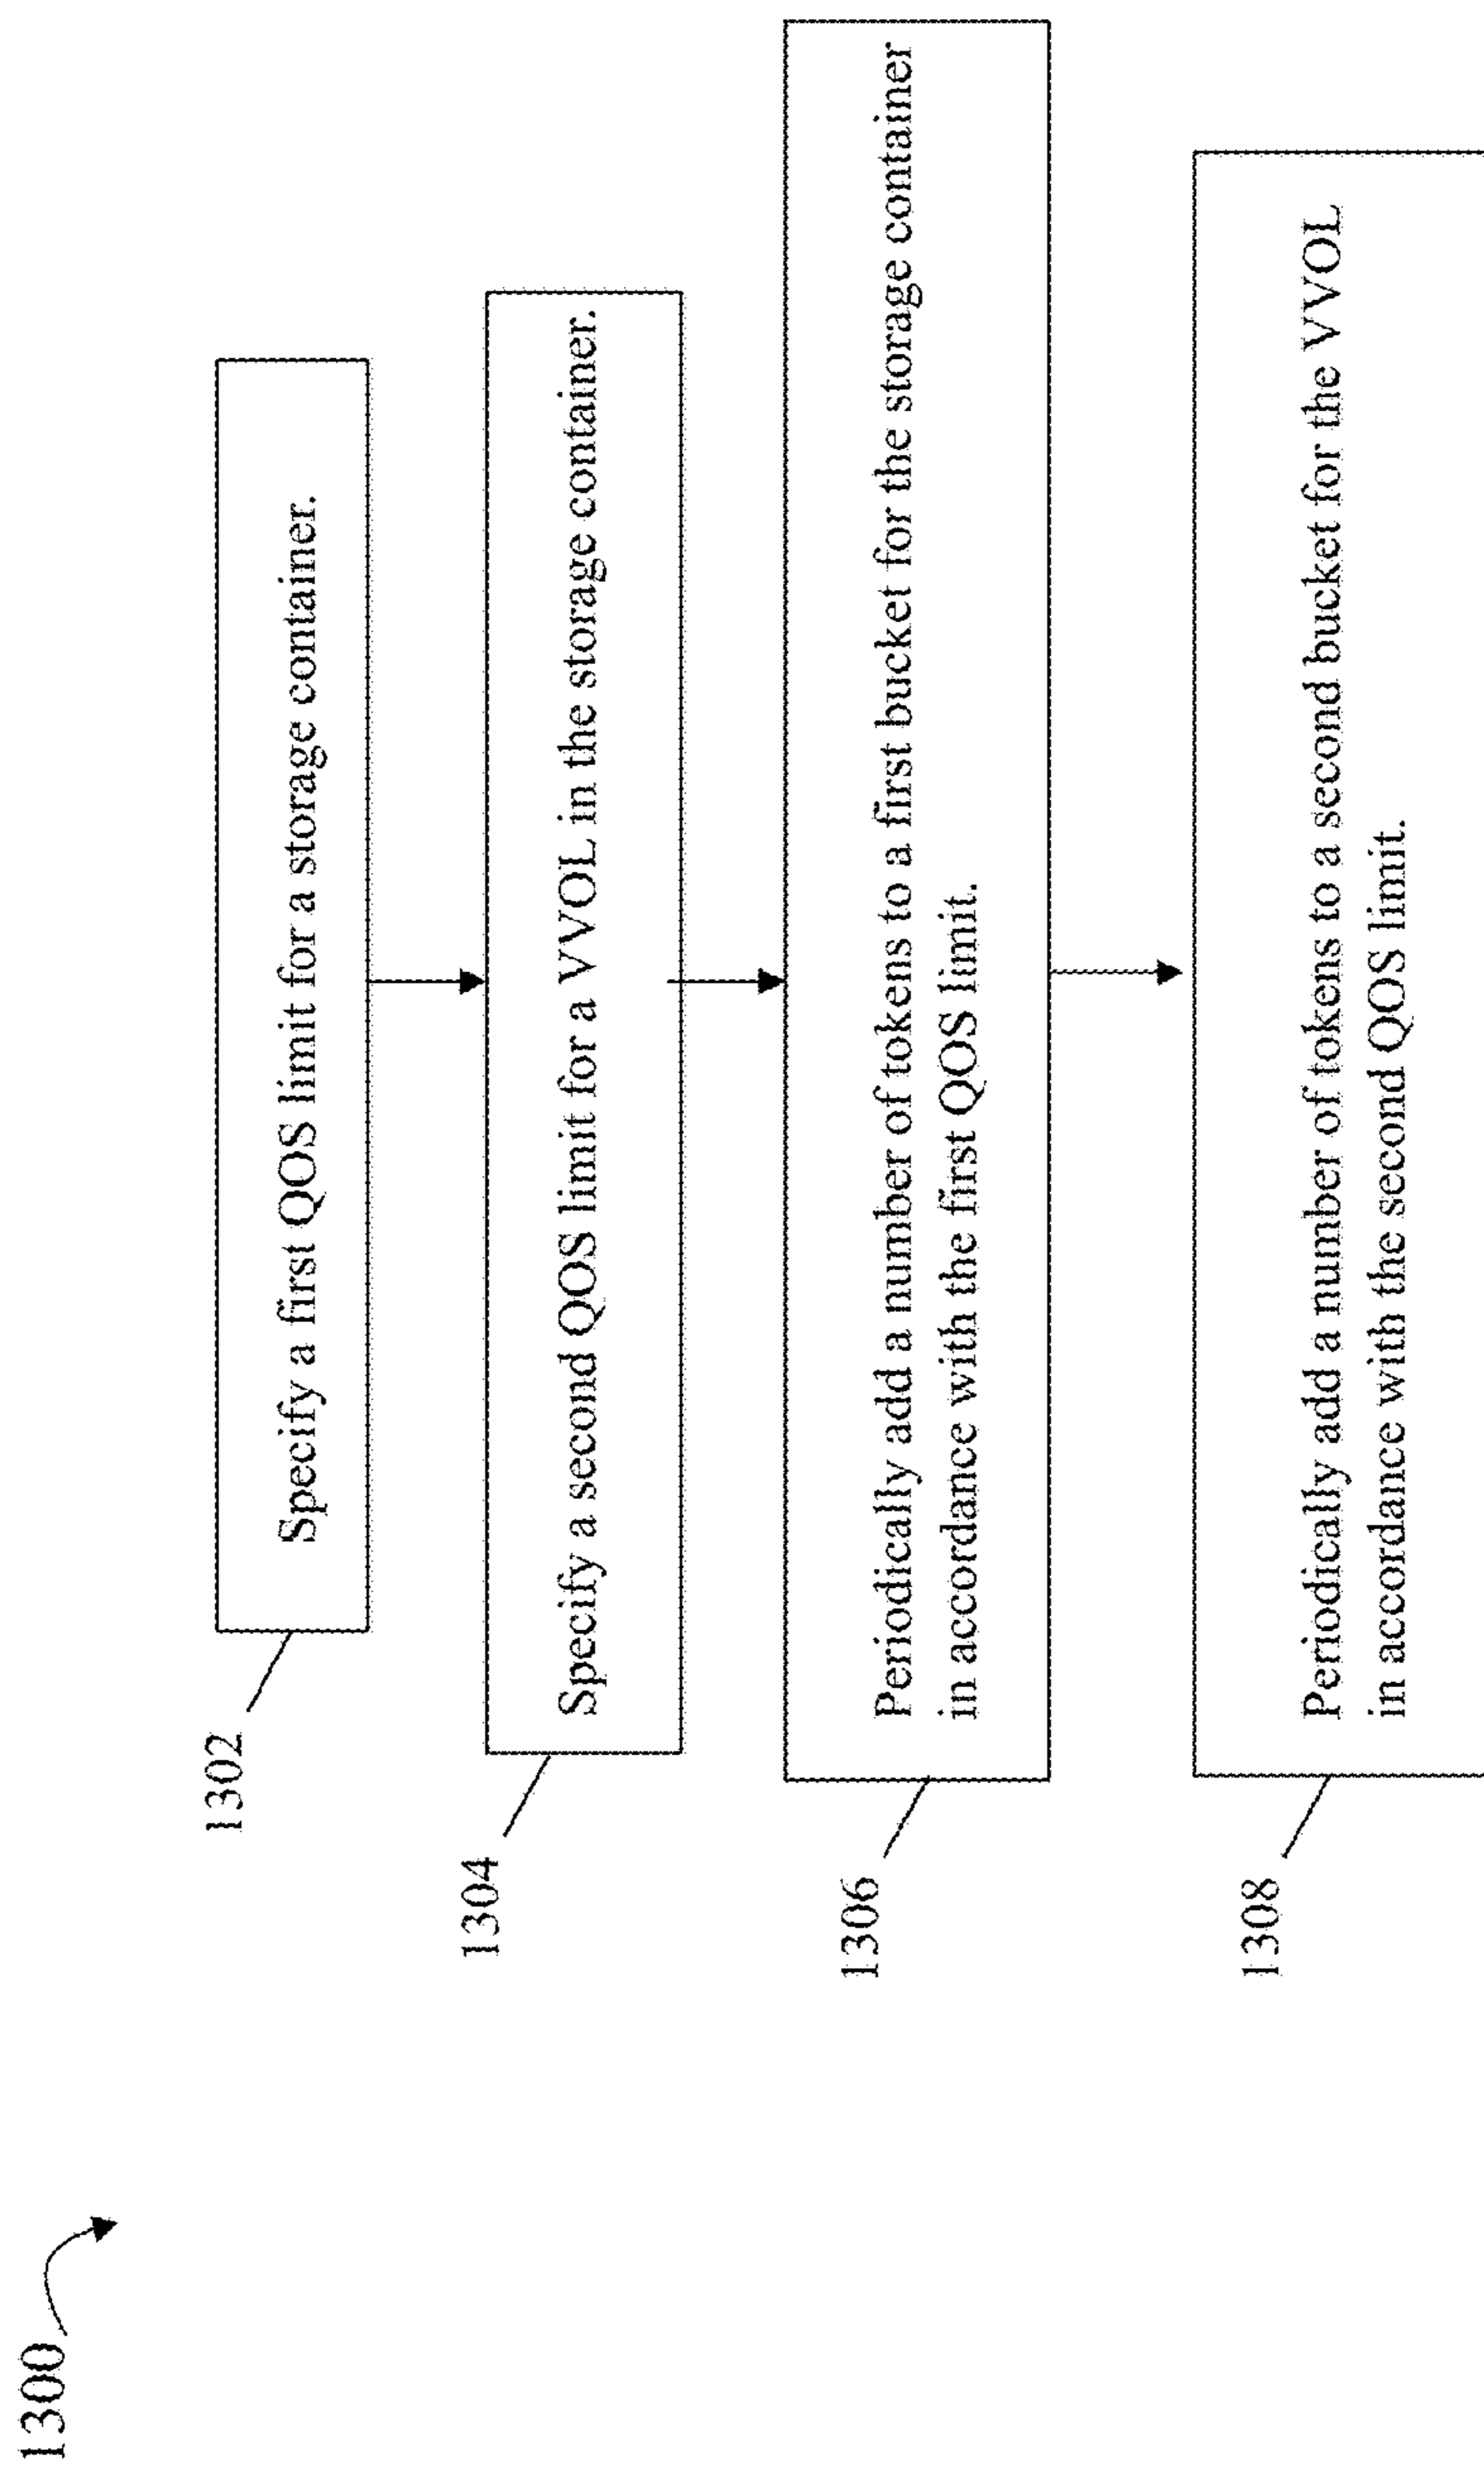 1300
1302
Specify a first QOS limit for a storage container.
1304
Specify a second QOS limit for a VVOL in the storage container.
1306
Periodically add a number of tokens to a first bucket for the storage container
in accordance with the first QOS limit.
1308
Periodically add a number of tokens to a second bucket for the VVOL
in accordance with the second QOS limit.